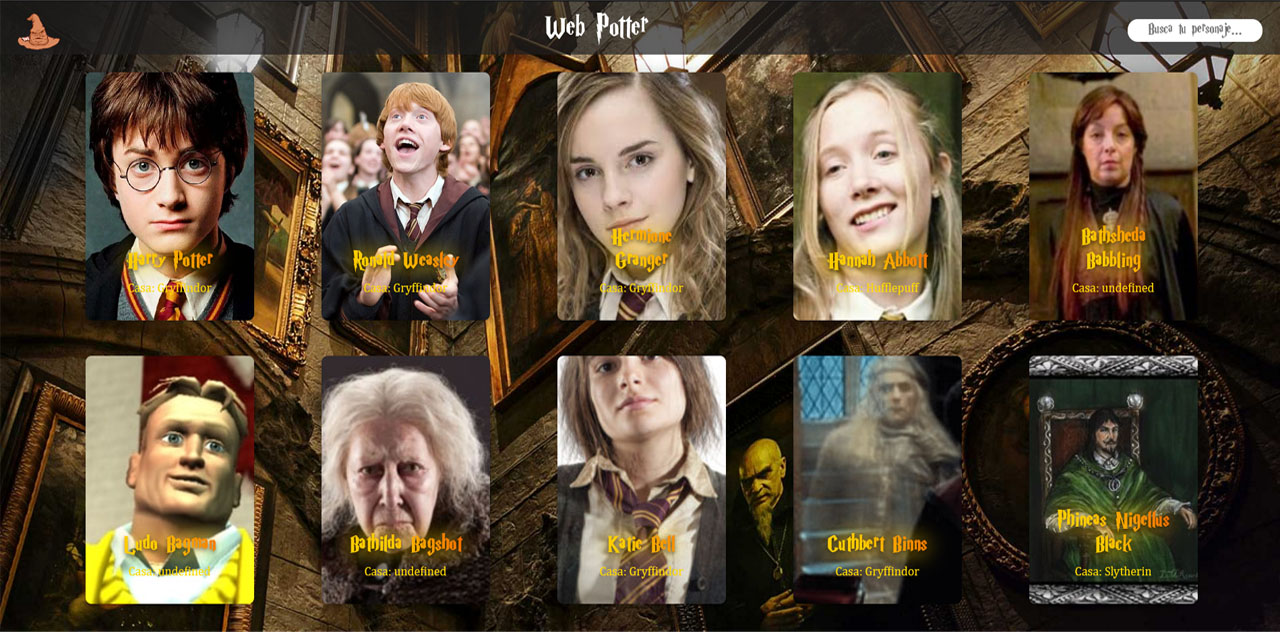 Web Potter
Busca tu personaje...
Harry Potter
Casa: Gryffindor
Ronald Weasley
Casa: Gryffindor
Hermione
Granger
Casa: Gryffindor
Hannah Abbott
Casa: Hufflepuff
Bathsheda
Babbling
Casa: undefined
Ludo Bagman
Casa: undefined
Bathilda Bagshot
Casa: undefined
Katie Bell
Casa: Gryffindor
Cuthbert Binns
Casa: Gryffindor
Phineas Nigellus
Black
Casa: Slytherin